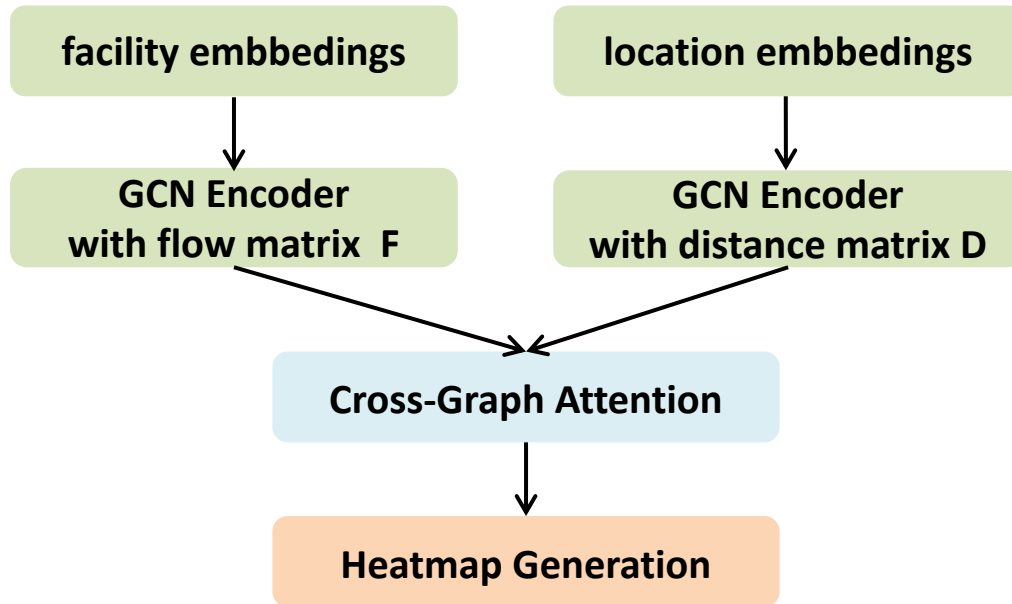 facility embbedings
location embbedings
GCN Encoder
with flow matrix  F
GCN Encoder
with distance matrix D
Cross-Graph Attention
Heatmap Generation